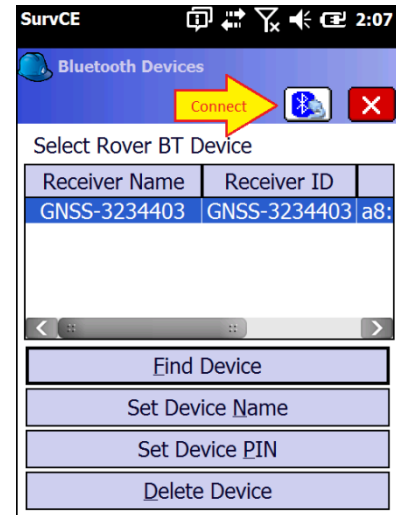 SurvCE 2:07
Bluetooth Devices
Connect
Select Rover BT Device
Receiver Name Receiver ID
GNSS-3234403 GNSS-3234403 a8:
Find Device
Set Device Name
Set Device PIN
Delete Device